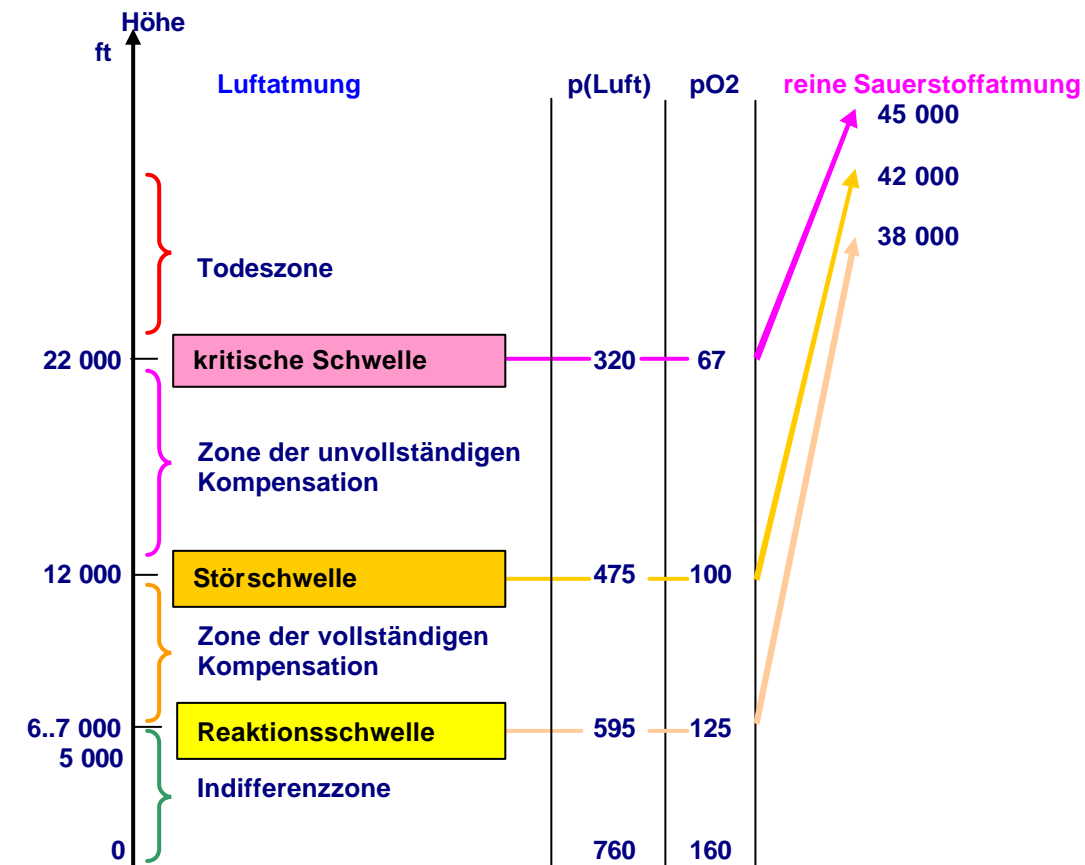 Höhe
ft
Luftatmung p(Luft) pO2 reine Sauerstoffatmung
45 000
42 000
38 000
Todeszone
22 000 kritische Schwelle 320 67
Zone der unvollständigen
Kompensation
12 000 Störschwelle 475 100
Zone der vollständigen
Kompensation
6..7 000 Reaktionsschwelle 595 125
5 000
Indifferenzzone
0 760 160